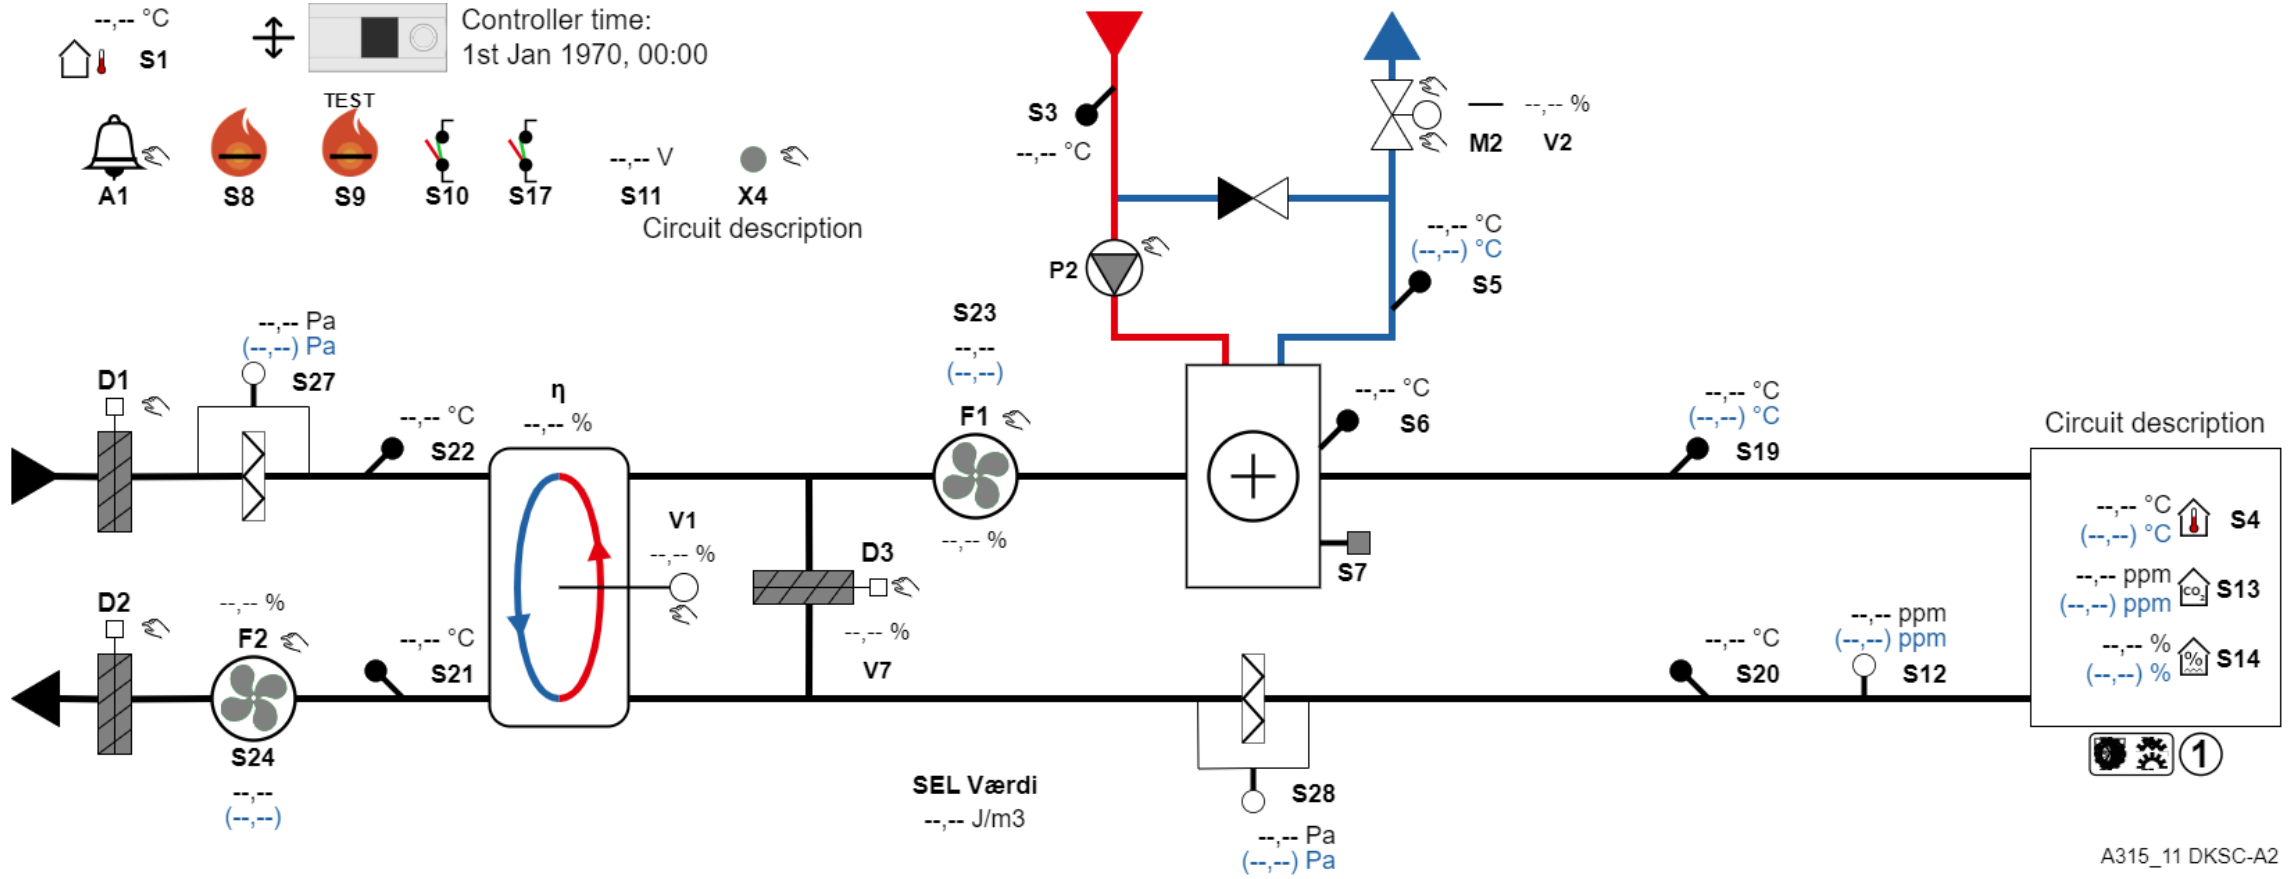 --,-- °C
S1
Controller time:
1st Jan 1970, 00:00
TEST
A1
S8
S9
S10
S17
--,-- V
S11
X4
Circuit description
S3
--,-- °C
--,-- %
M2
V2
--,-- °C
(--,--) °C
S5
P2
S23
--,--
(--,--)
F1
--,-- %
--,-- Pa
(--,--) Pa
S27
D1
--,-- °C
S22
η
--,-- %
V1
--,-- %
D3
--,-- %
V7
--,-- °C
S6
S7
--,-- °C
(--,--) °C
S19
Circuit description
--,-- °C
(--,--) °C
S4
--,-- ppm
(--,--) ppm
CO2
S13
--,-- %
(--,--) %
%
S14
D2
--,-- %
F2
S24
--,--
(--,--)
--,-- °C
S21
--,-- °C
S20
--,-- ppm
(--,--) ppm
S12
1
SEL Værdi
--,-- J/m3
S28
--,-- Pa
(--,--) Pa
A315_11 DKSC-A2